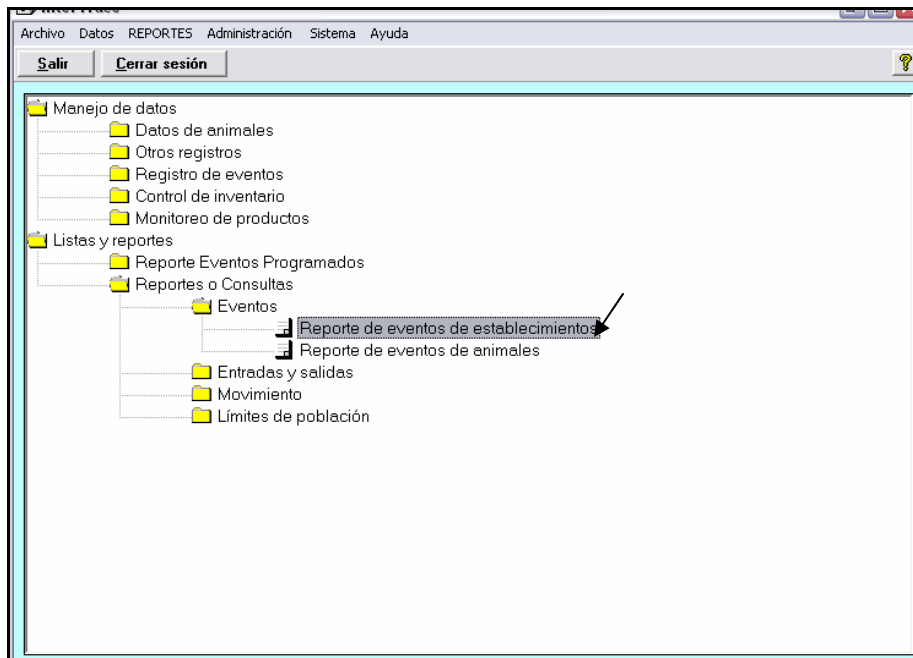 Archivo Datos REPORTES Administración Sistema Ayuda
Salir Cerrar sesión
Manejo de datos
Datos de animales
Otros registros
Registro de eventos
Control de inventario
Monitoreo de productos
Listas y reportes
Reporte Eventos Programados
Reportes o Consultas
Eventos
Reporte de eventos de establecimientos
Reporte de eventos de animales
Entradas y salidas
Movimiento
Límites de población